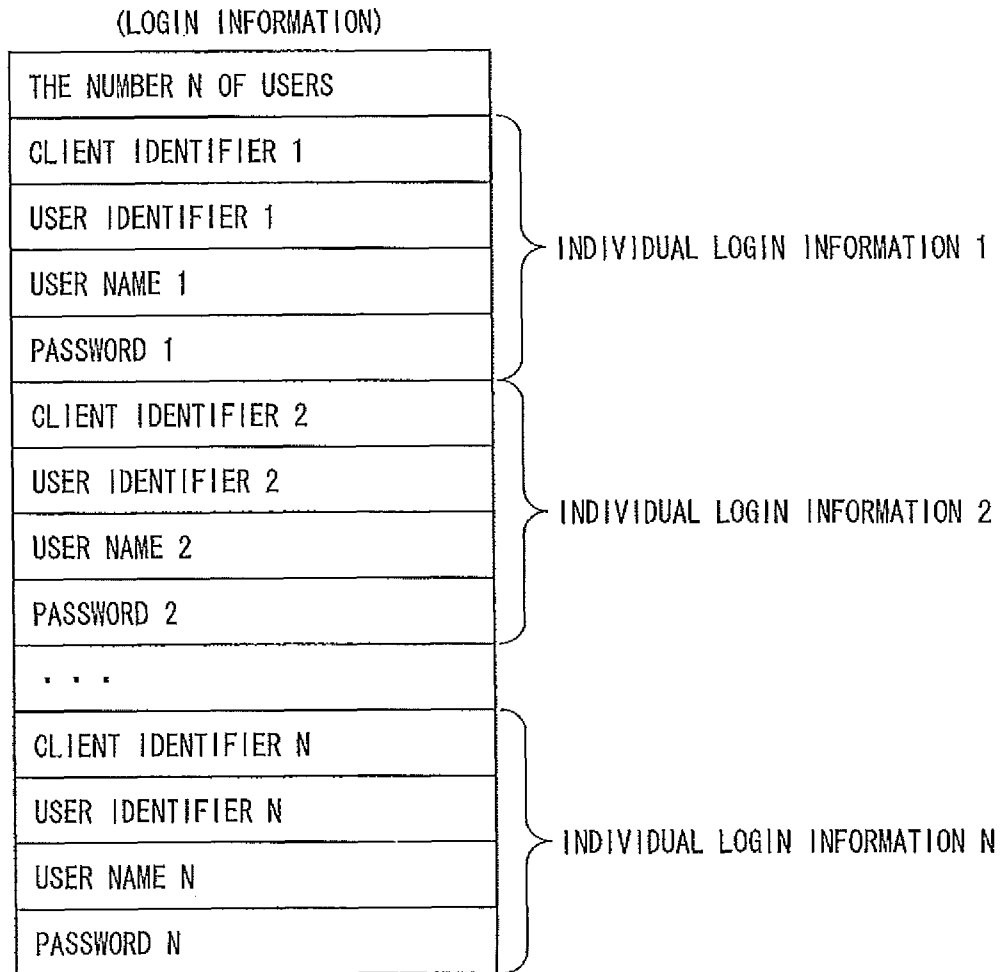 (LOGIN INFORMATION)
THE NUMBER N OF USERS
CLIENT IDENTIFIER 1
USER IDENTIFIER 1
USER NAME 1
PASSWORD 1
INDIVIDUAL LOGIN INFORMATION 1
CLIENT IDENTIFIER 2
USER IDENTIFIER 2
USER NAME 2
PASSWORD 2
INDIVIDUAL LOGIN INFORMATION 2
. . .
CLIENT IDENTIFIER N
USER IDENTIFIER N
USER NAME N
PASSWORD N
INDIVIDUAL LOGIN INFORMATION N